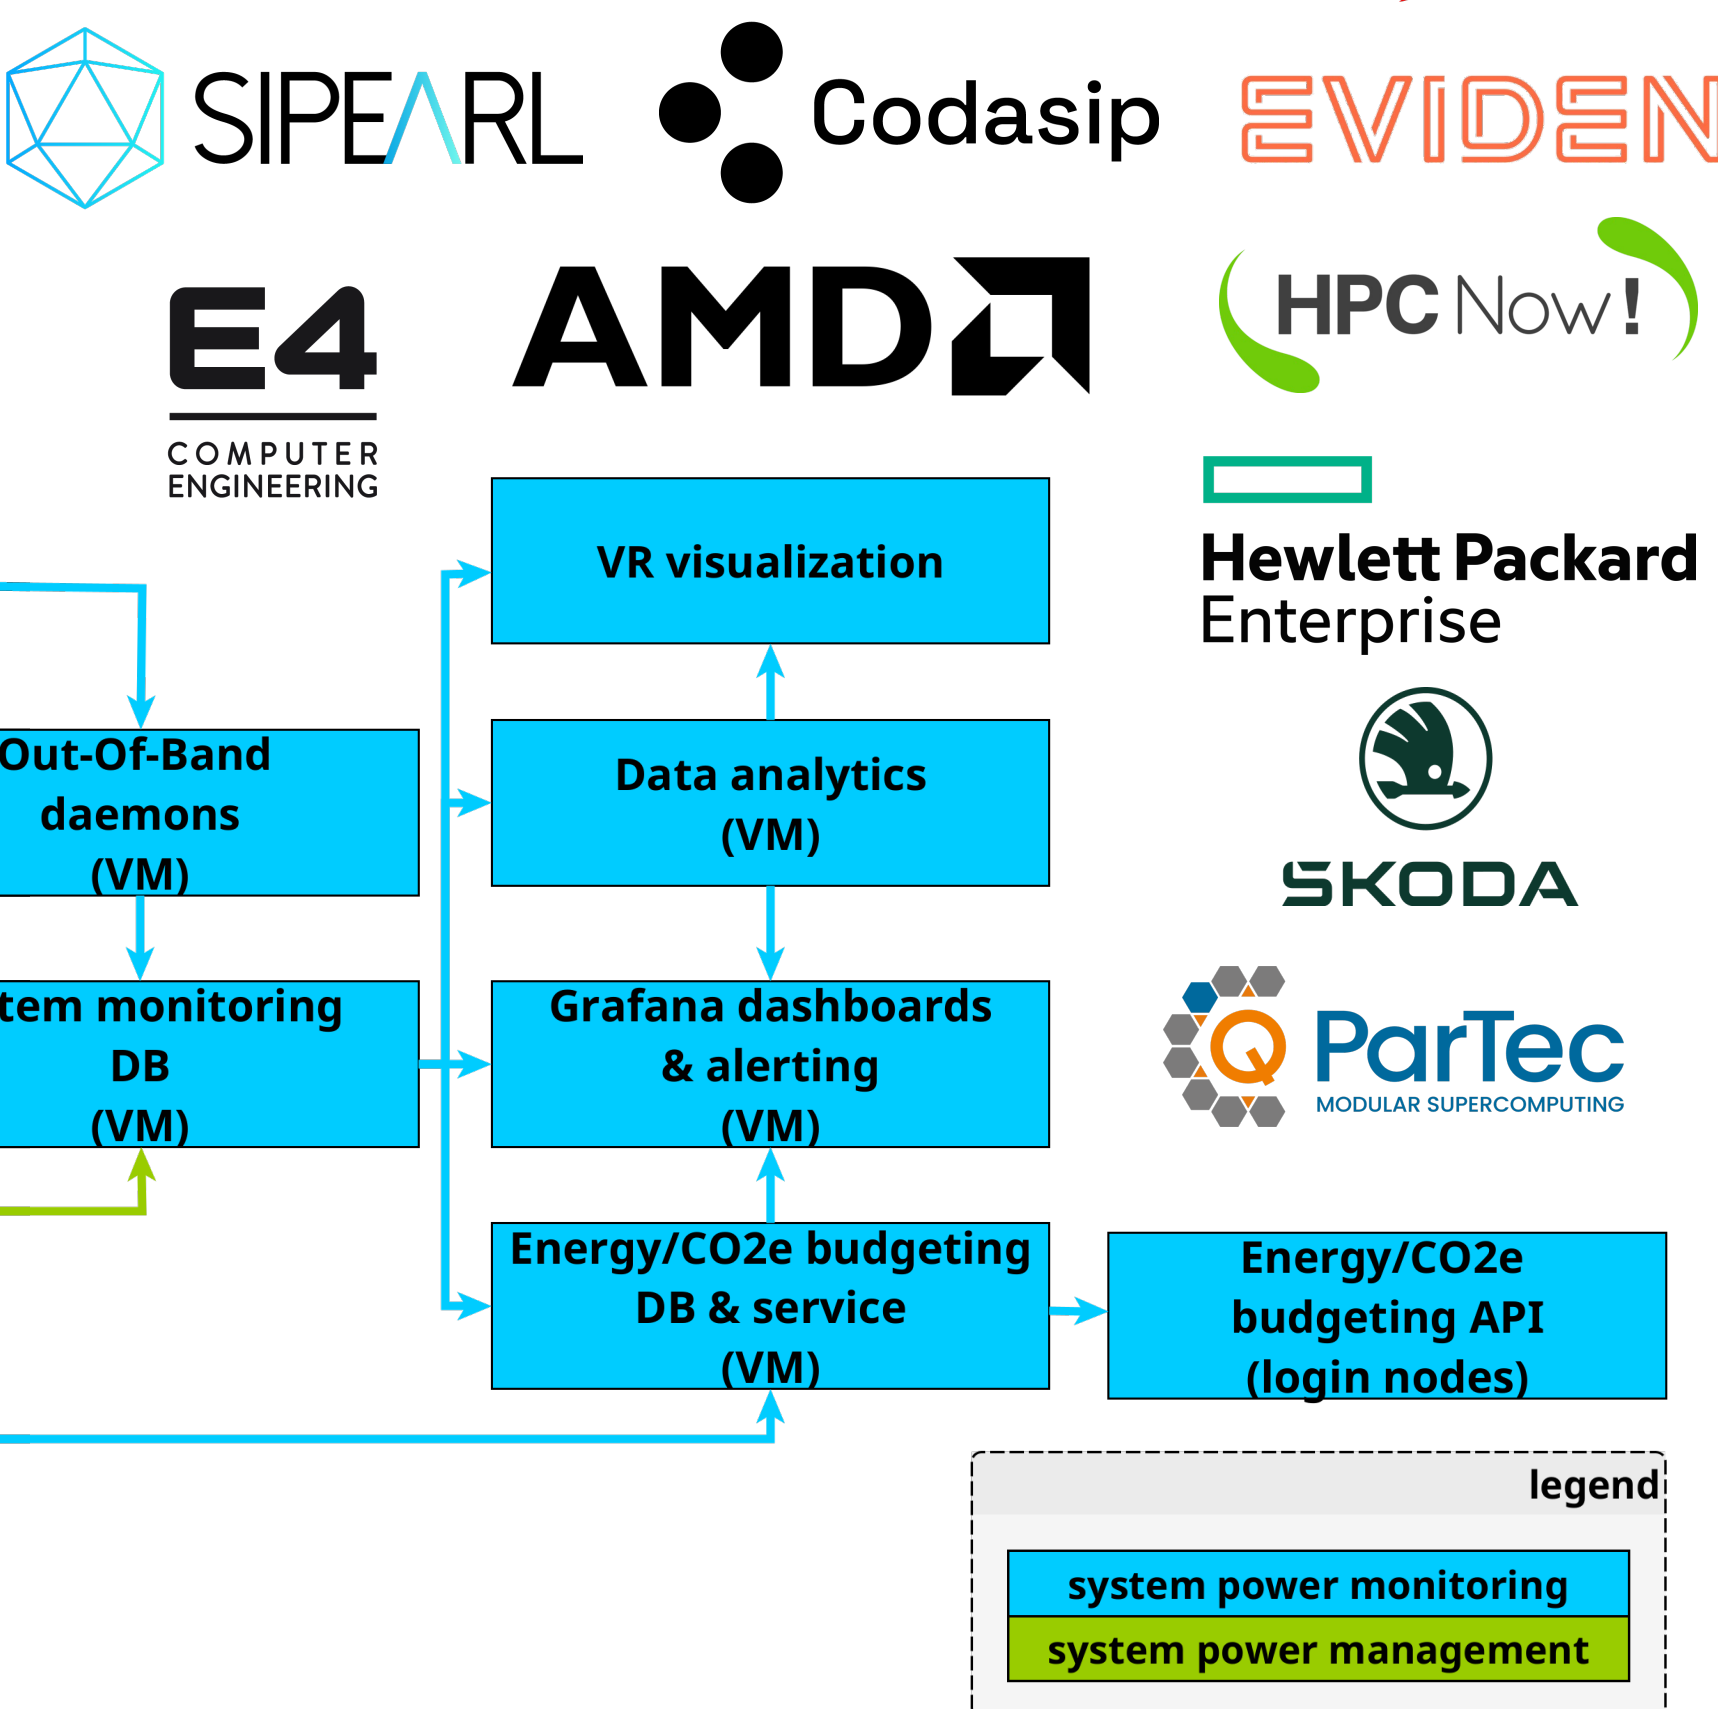 SIPEARL
Codasip
EVIDEN
E4
COMPUTER
ENGINEERING
AMD
HPC Now!
Hewlett Packard
Enterprise
SKODA
ParTec
MODULAR SUPERCOMPUTING
VR visualization
Out-Of-Band
daemons
(VM)
Data analytics
(VM)
tem monitoring
DB
(VM)
Grafana dashboards
& alerting
(VM)
Energy/CO2e budgeting
DB & service
(VM)
Energy/CO2e
budgeting API
(login nodes)
legend
system power monitoring
system power management